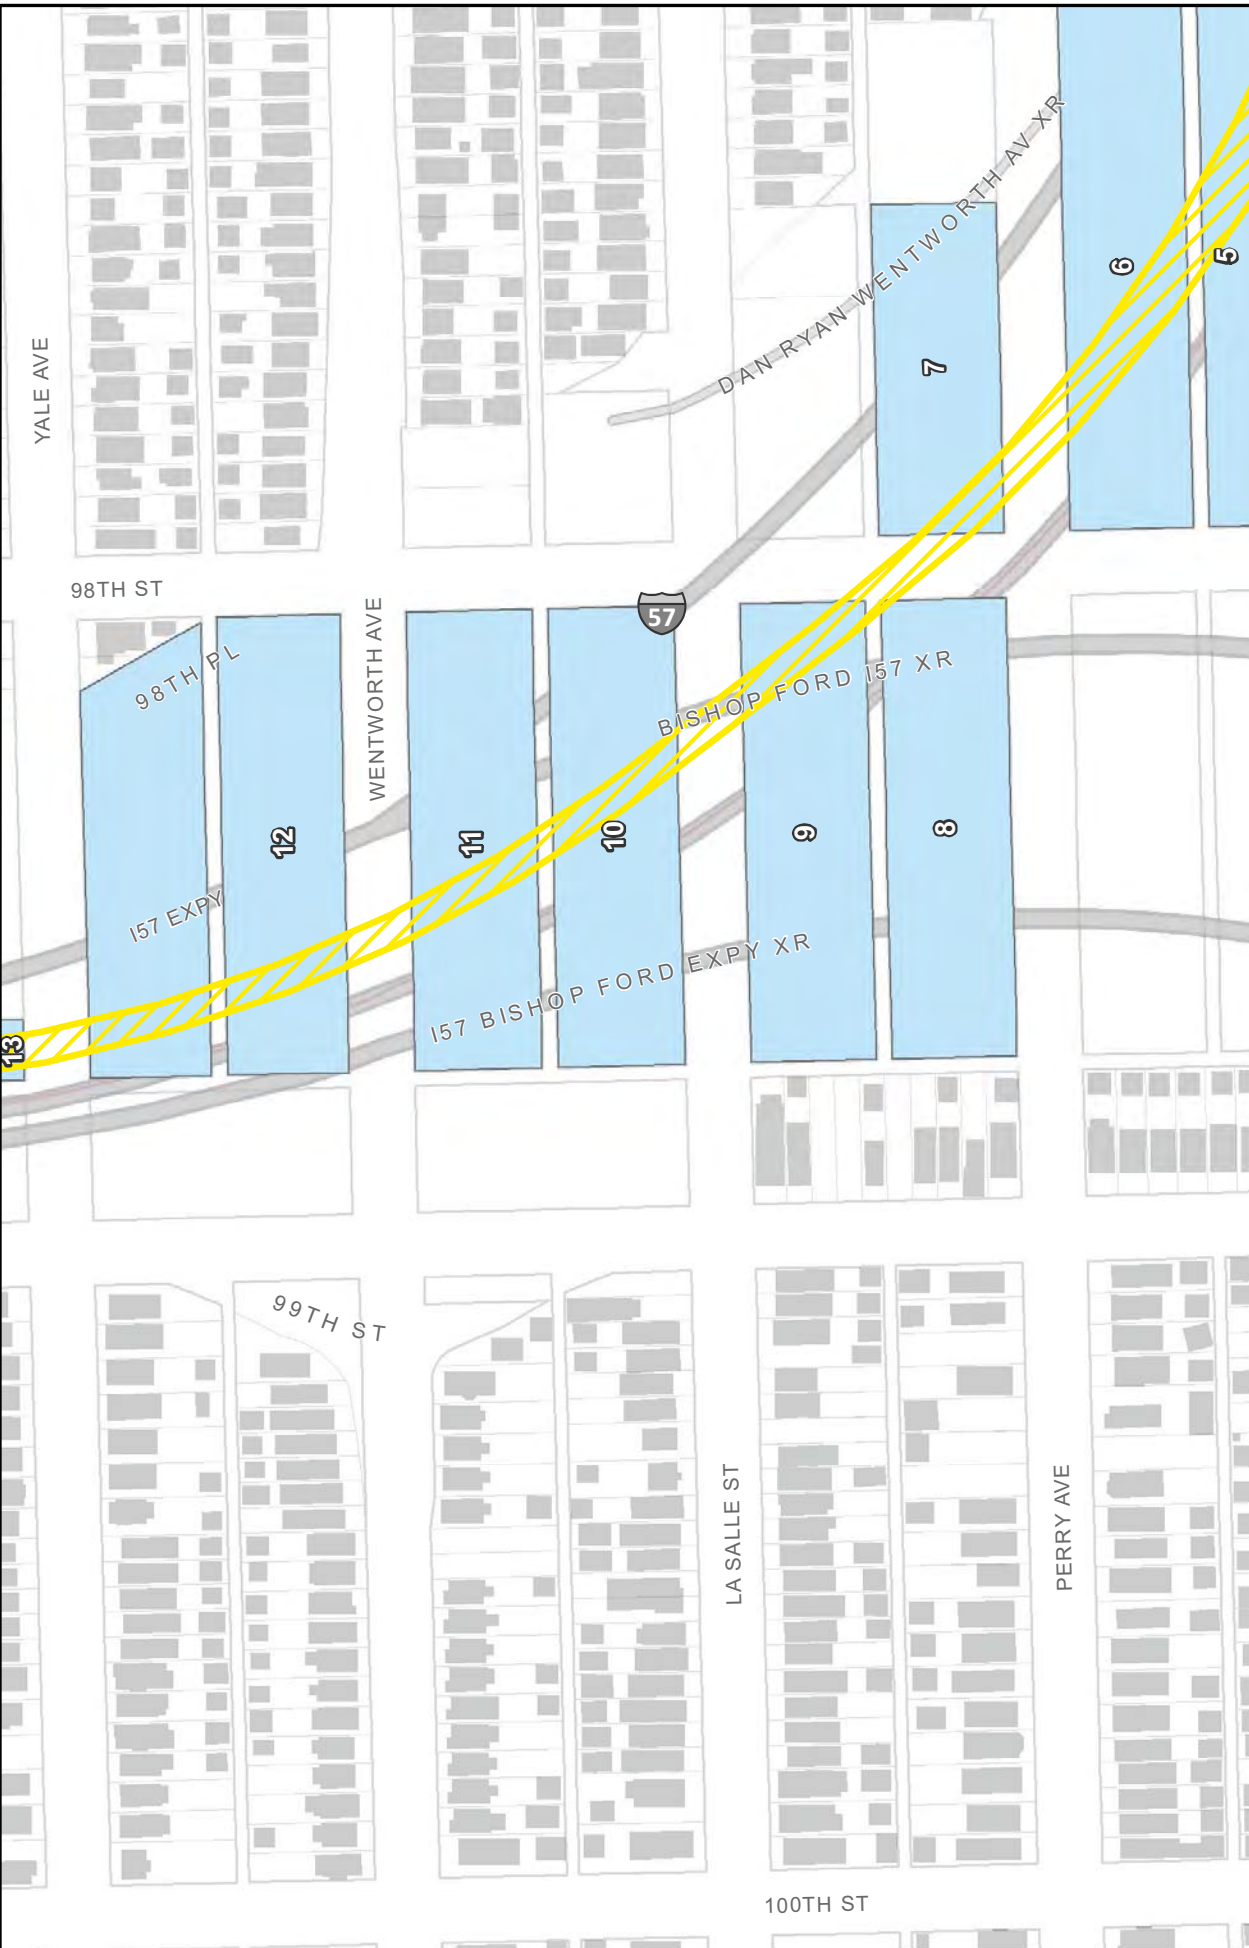 DAN RYAN WENTWORTH AV XR
6
5
7
YALE AVE
98TH ST
57
98TH PL
WENTWORTH AVE
BISHOP FORD I57 XR
12
11
10
9
8
I57 EXPY
I57 BISHOP FORD EXPY XR
13
99TH ST
LA SALLE ST
PERRY AVE
100TH ST